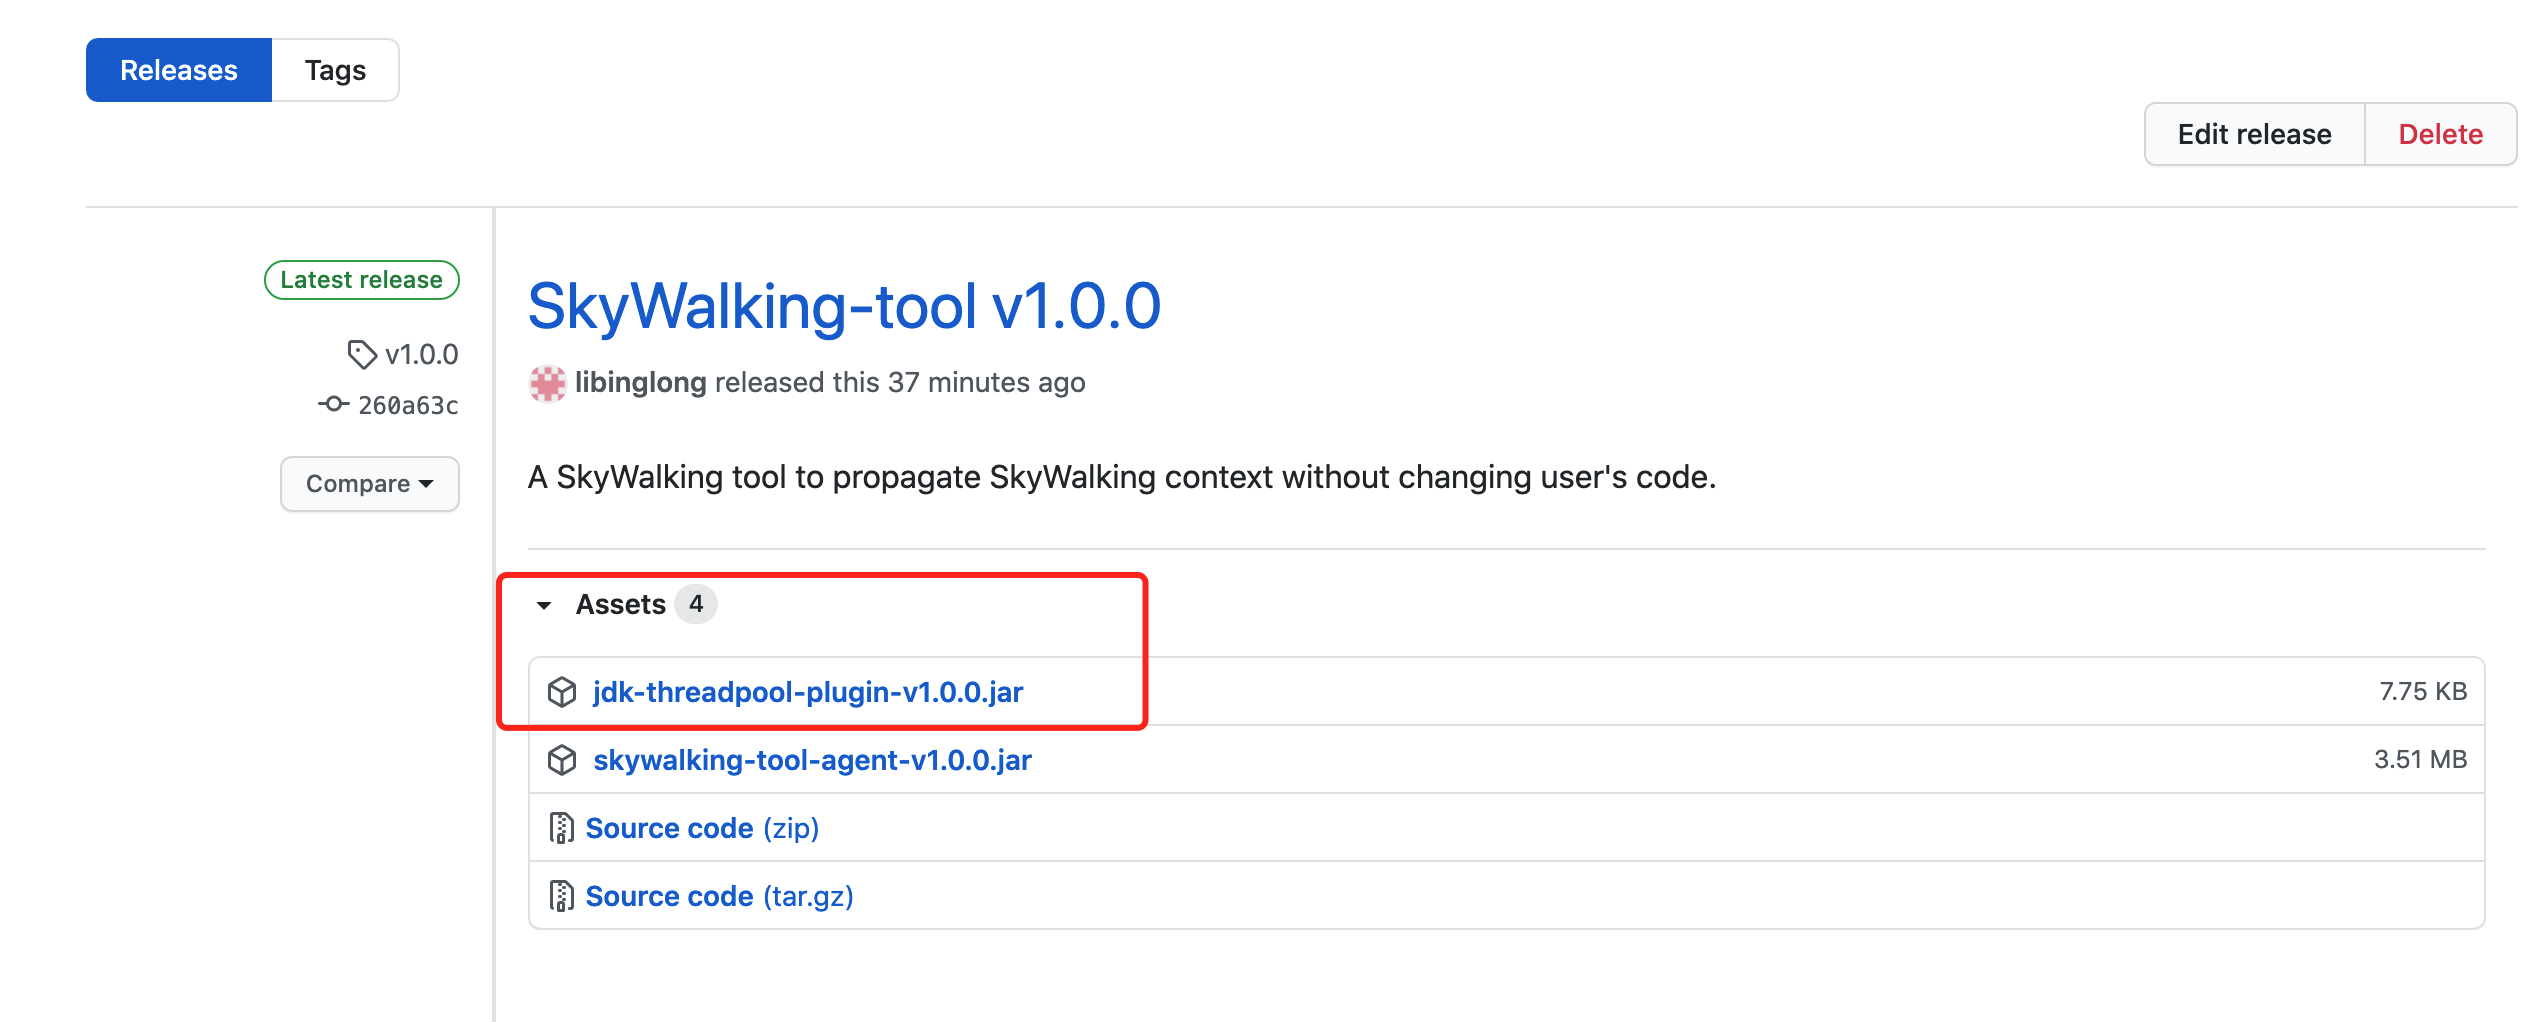 Releases Tags
Edit release Delete
Latest release
v1.0.0
260a63c
Compare
SkyWalking-tool v1.0.0
libinglong released this 37 minutes ago
A SkyWalking tool to propagate SkyWalking context without changing user's code.
Assets 4
jdk-threadpool-plugin-v1.0.0.jar 7.75 KB
skywalking-tool-agent-v1.0.0.jar 3.51 MB
Source code (zip)
Source code (tar.gz)